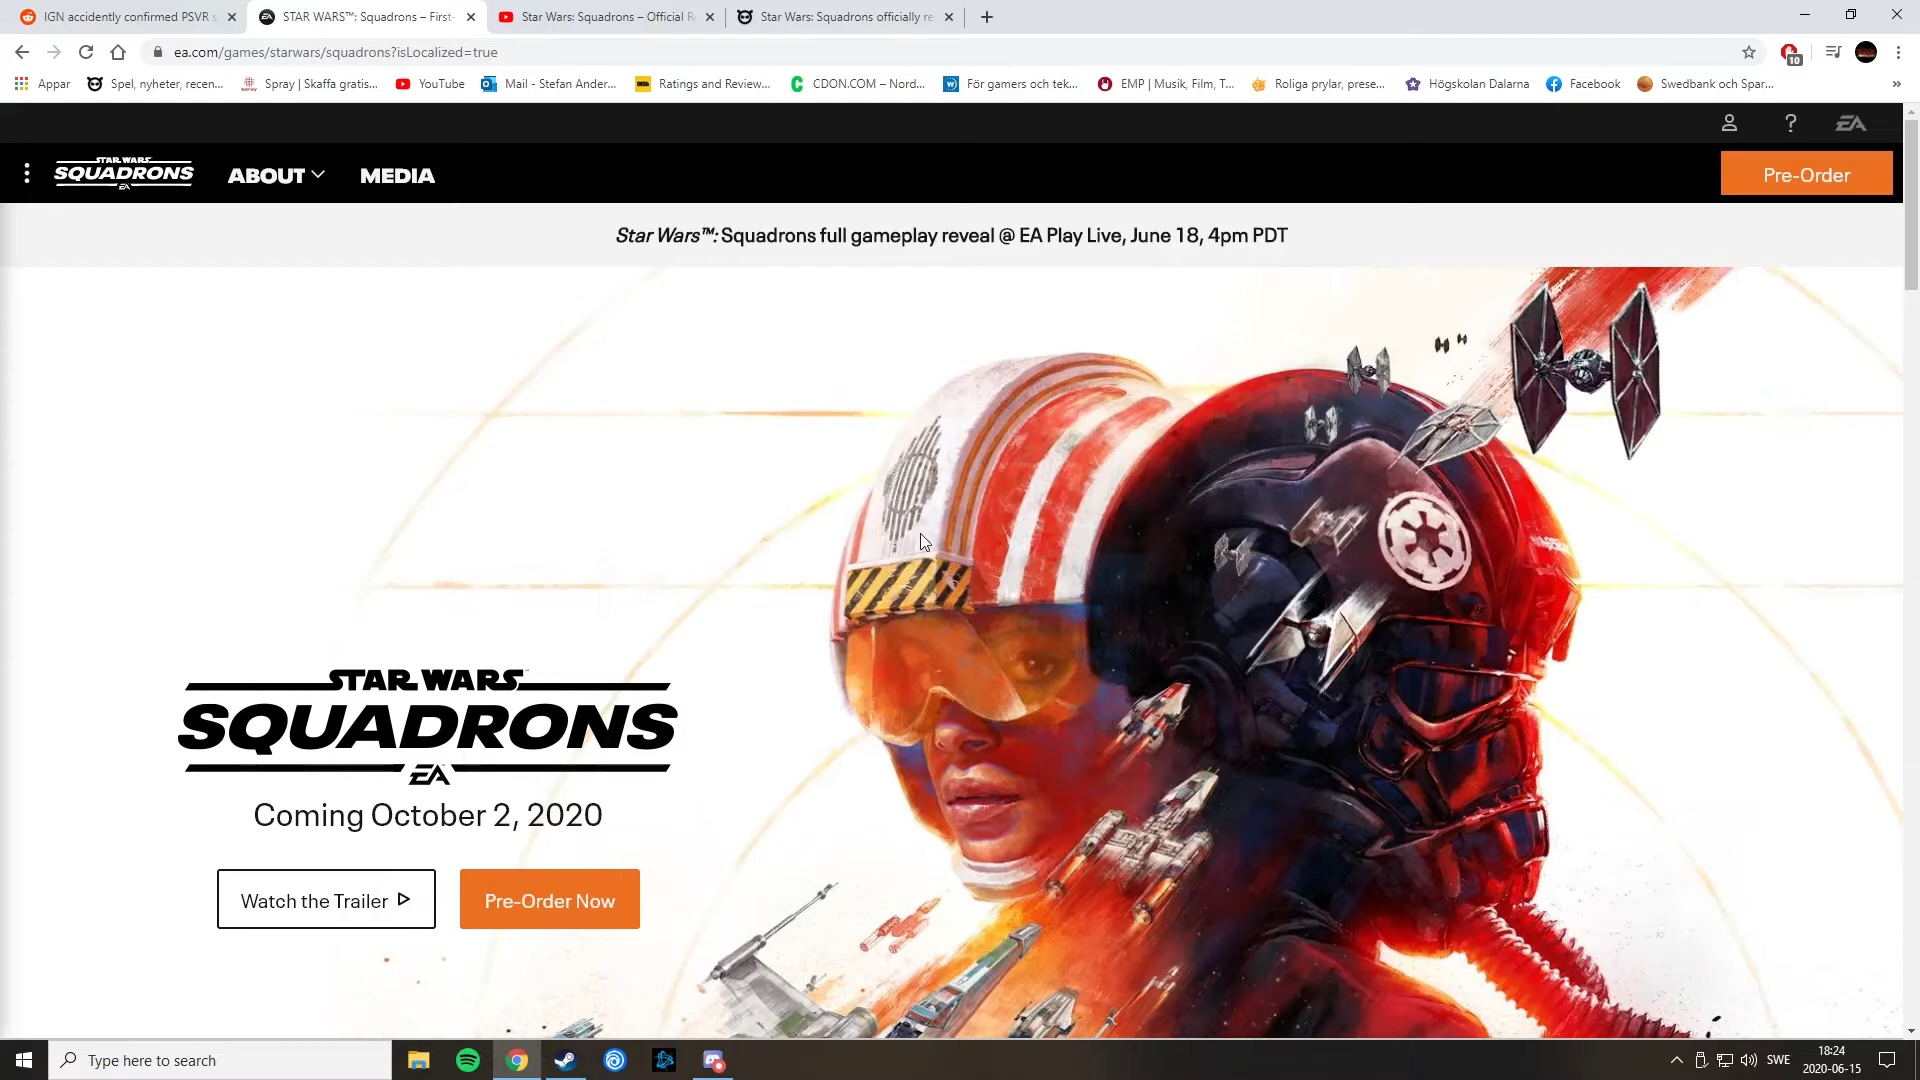 IGN accidently confirmed PSVR s
STAR WARS™: Squadrons – First-
Star Wars: Squadrons – Official R
Star Wars: Squadrons officially re
ea.com/games/starwars/squadrons?isLocalized=true
10
Appar
Spel, nyheter, recen...
Spray | Skaffa gratis...
YouTube
Mail - Stefan Ander...
Ratings and Review...
CDON.COM – Nord...
För gamers och tek...
EMP | Musik, Film, T...
Roliga prylar, prese...
Högskolan Dalarna
Facebook
Swedbank och Spar...
»
? EA
STAR WARS
SQUADRONS
EA
ABOUT
MEDIA
Pre-Order
Star Wars™: Squadrons full gameplay reveal @ EA Play Live, June 18, 4pm PDT
STAR WARS
SQUADRONS
EA
Coming October 2, 2020
Watch the Trailer
Pre-Order Now
Type here to search
SWE
18:24
2020-06-15